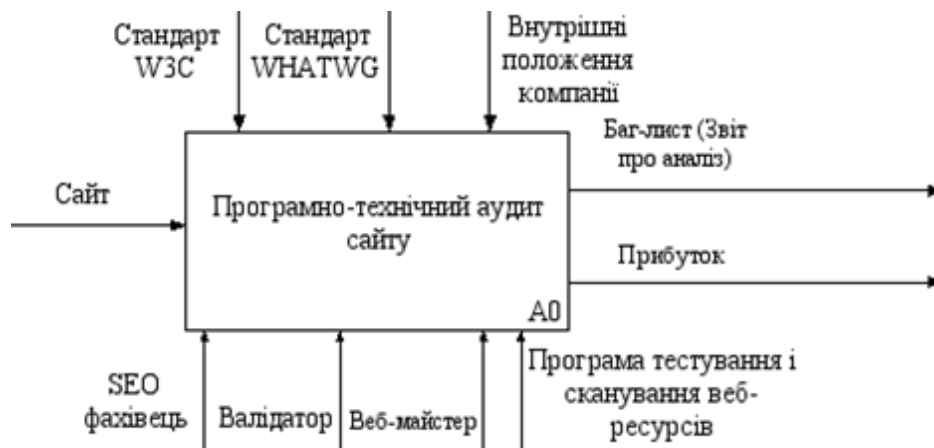 Стандарт
W3C
Стандарт
WHATWG
Внутрішні
положення
компанії
Баг-лист (Звіт
про аналіз)
Сайт
Програмно-технічний аудит
сайту
Прибуток
A0
SEO
фахівець
Валідатор
Веб-майстер
Програма тестування і
сканування веб-
ресурсів